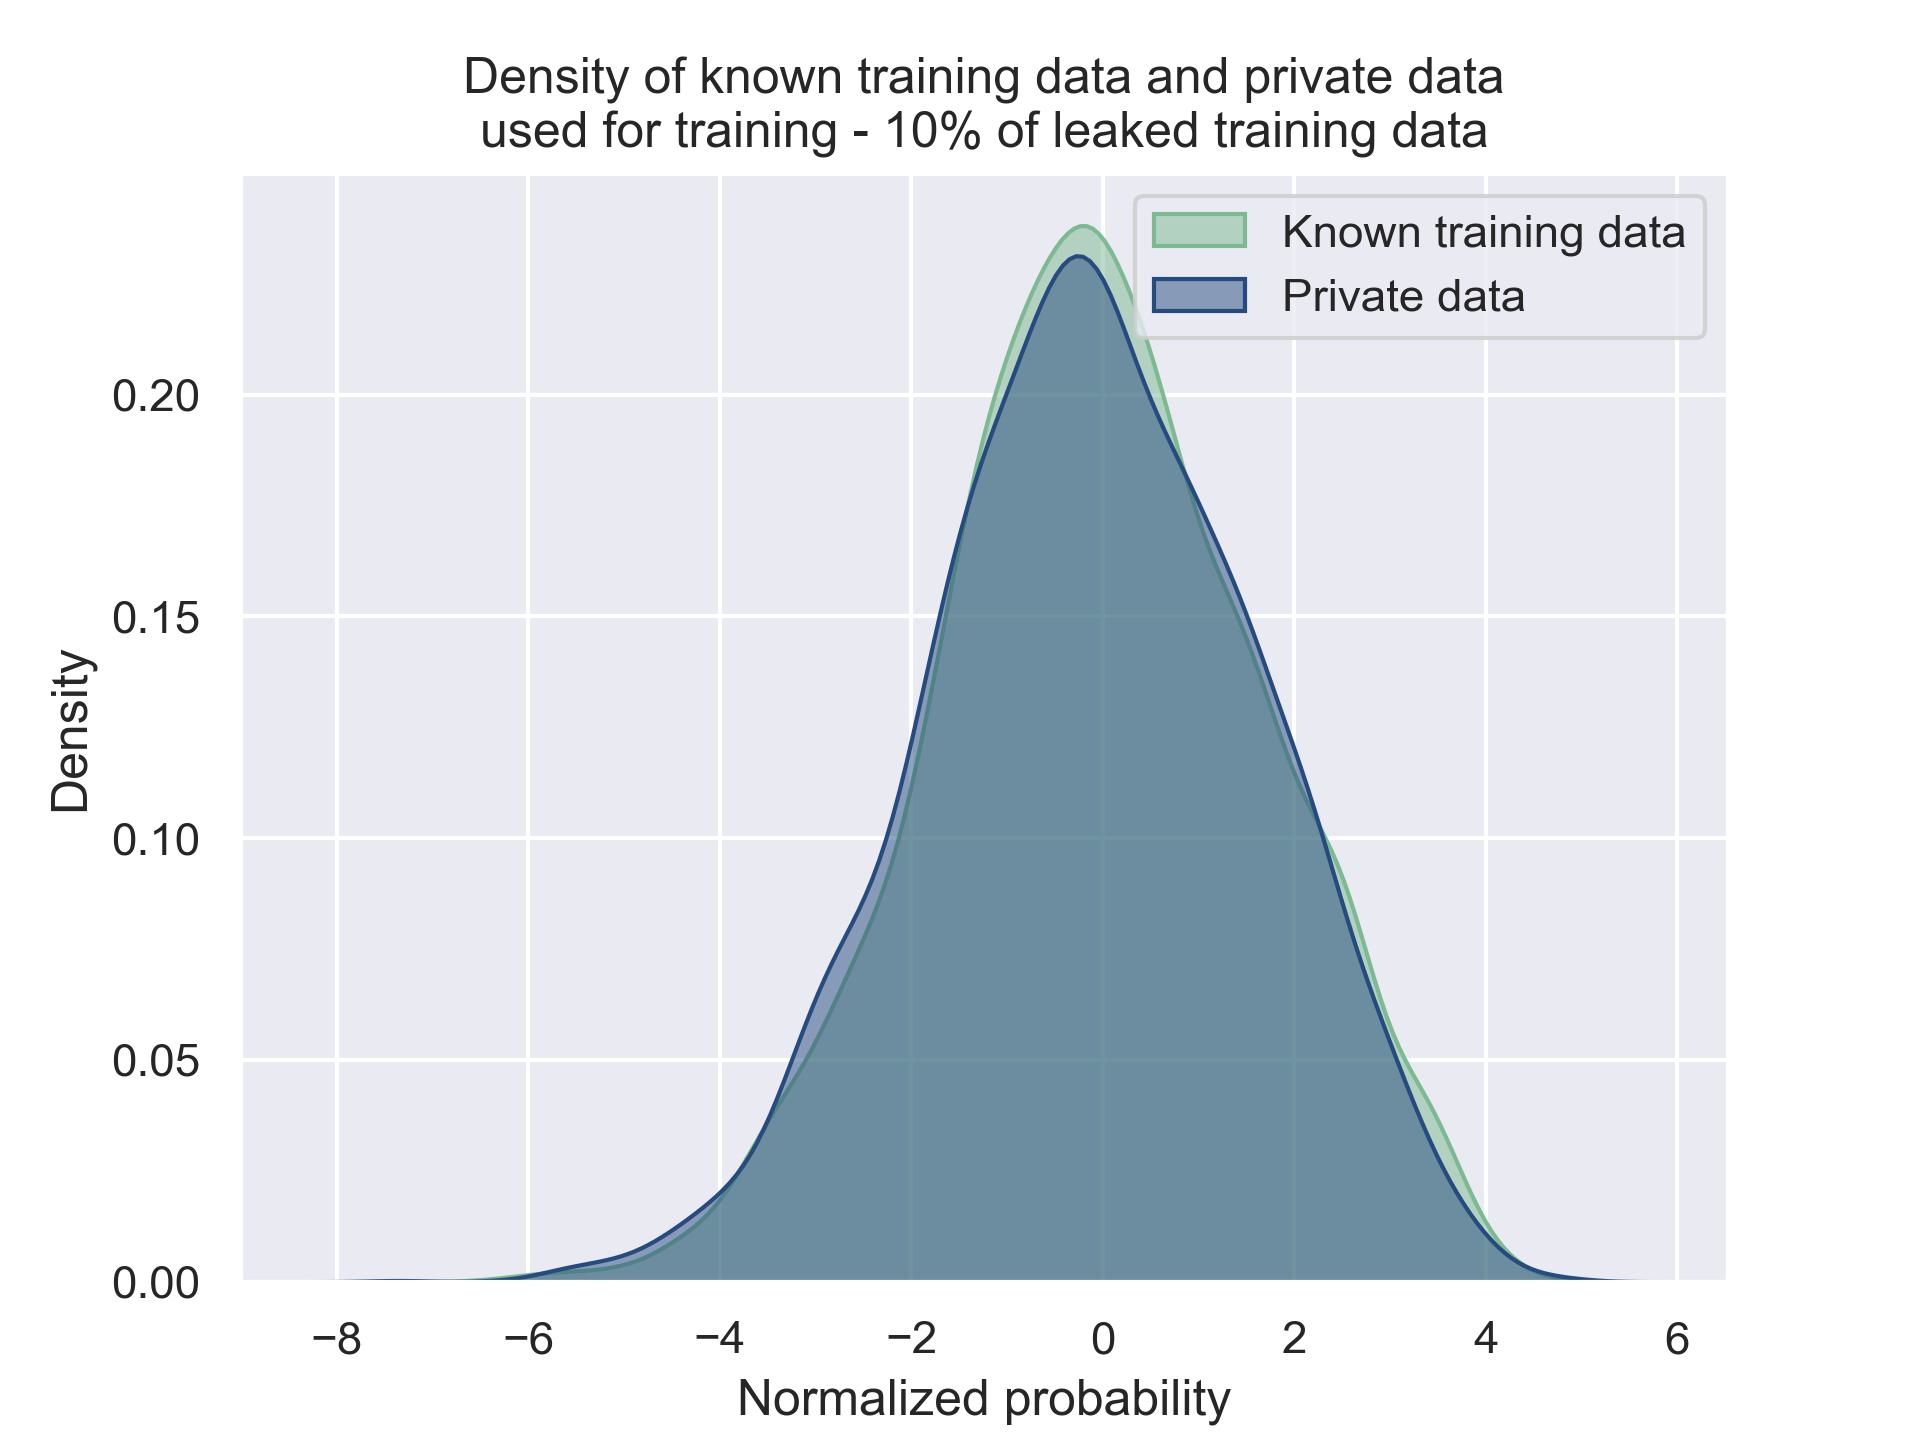 Density of known training data and private data
used for training - 10% of leaked training data
Known training data
Private data
Density
0.20
0.15
0.10
0.05
0.00
−8 −6 −4 −2 0 2 4 6
Normalized probability